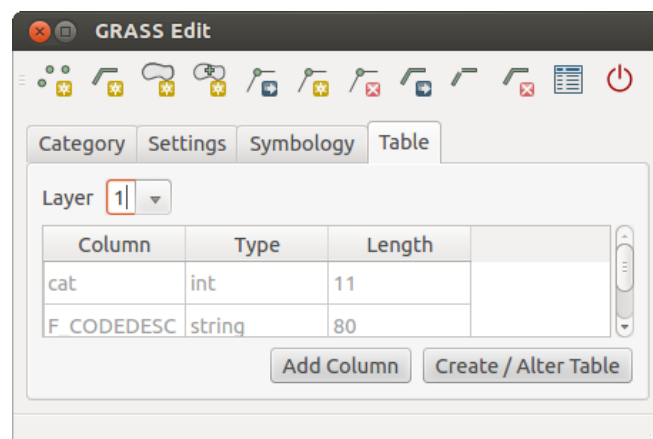 GRASS Edit
Category Settings Symbology Table
Layer 1
Column Type Length
cat int 11
F_CODEDESC string 80
Add Column Create / Alter Table